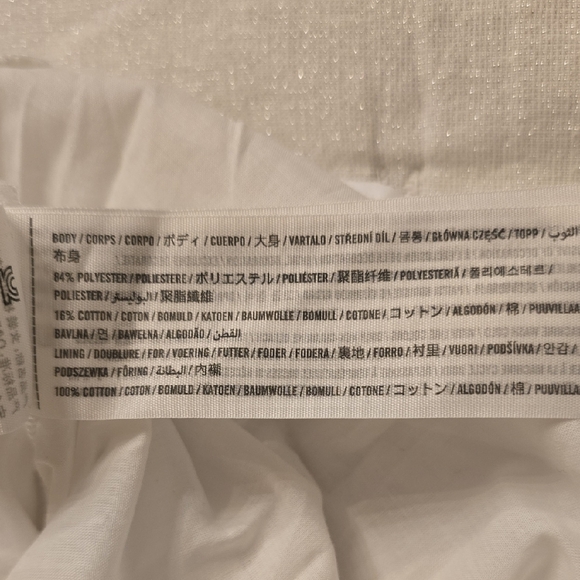 BODY / CORPS / CORPO / ボディ / CUERPO / 大身 / VARTALO / STŘEDNÍ DÍL / 몸통 / GŁÓWNA CZĘŚĆ / TOPP / الثوب /
布身
84% POLYESTER / POLIESTERE / ポリエステル / POLIÉSTER / 聚酯纤维 / POLYESTERIÄ / 폴리에스테르 /
POLIESTER / البوليستر / 聚脂纖維
16% COTTON / COTON / BOMULD / KATOEN / BAUMWOLLE / BOMULL / COTONE / コットン / ALGODÓN / 棉 / PUUVILLAA
BAVLNA / 면 / BAWEŁNA / ALGODÃO / القطن
LINING / DOUBLURE / FOR / VOERING / FUTTER / FODER / FODERA / 裏地 / FORRO / 衬里 / VUORI / PODŠÍVKA / 안감 /
PODSZEWKA / FÔRING / البطانة / 內襯
100% COTTON / COTON / BOMULD / KATOEN / BAUMWOLLE / BOMULL / COTONE / コットン / ALGODÓN / 棉 / PUUVILLA